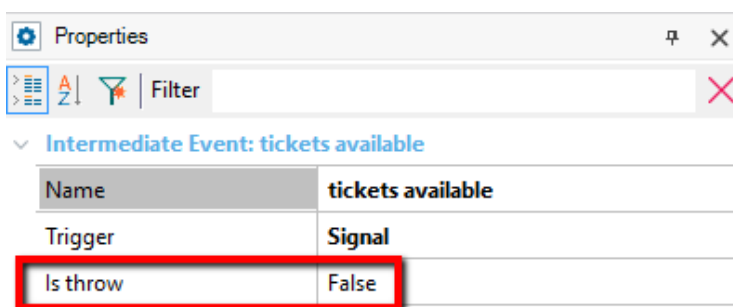 Properties
Filter
Intermediate Event: tickets available
Name tickets available
Trigger Signal
Is throw False